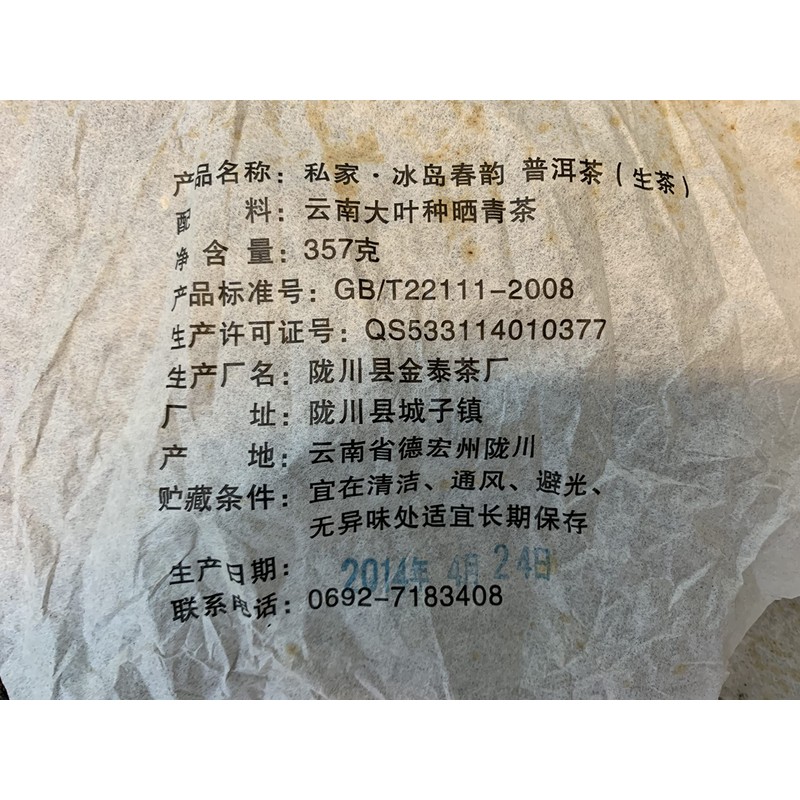 产品名称：私家·冰岛春韵 普洱茶（生茶）
配 料：云南大叶种晒青茶
净含量：357克
产品标准号：GB/T22111-2008
生产许可证号：QS533114010377
生产厂名：陇川县金泰茶厂
厂 址：陇川县城子镇
产 地：云南省德宏州陇川
贮藏条件：宜在清洁、通风、避光、
无异味处适宜长期保存
生产日期：2014年 4月 24日
联系电话：0692-7183408